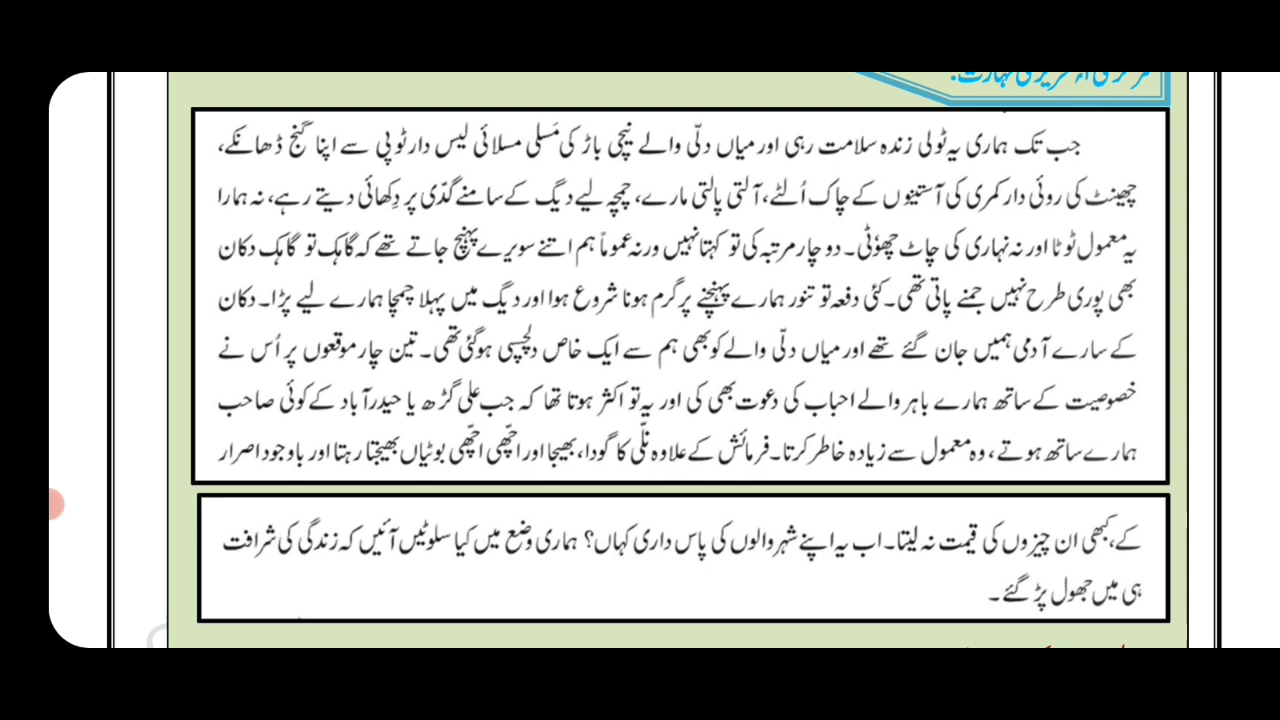 جب تک ہماری یہ ٹولی زندہ سلامت رہی اور میاں دلّی والے نیچی باڑ کی مَسلی مسلائی لیس دار ٹوپی سے اپنا گنج ڈھانکے،
چھینٹ کی روئی دار کمری کی آستینوں کے چاک اُلٹے، آلتی پالتی مارے، چمچہ لیے دیگ کے سامنے گدّی پر دِکھائی دیتے رہے، نہ ہمارا
یہ معمول ٹوٹا اور نہ نہاری کی چاٹ چھوٗٹی۔ دو چار مرتبہ کی تو کہتا نہیں ورنہ عموماً ہم اتنے سویرے پہنچ جاتے تھے کہ گاہک تو گاہک دکان
بھی پوری طرح نہیں جمنے پاتی تھی۔ کئی دفعہ تو تنور ہمارے پہنچنے پر گرم ہونا شروع ہوا اور دیگ میں پہلا چمچا ہمارے لیے پڑا۔ دکان
کے سارے آدمی ہمیں جان گئے تھے اور میاں دلّی والے کو بھی ہم سے ایک خاص دلچسپی ہوگئی تھی۔ تین چار موقعوں پر اُس نے
خصوصیت کے ساتھ ہمارے باہر والے احباب کی دعوت بھی کی اور یہ تو اکثر ہوتا تھا کہ جب علی گڑھ یا حیدرآباد کے کوئی صاحب
ہمارے ساتھ ہوتے، وہ معمول سے زیادہ خاطر کرتا۔ فرمائش کے علاوہ نلّی کا گودا، بھیجا اور اچھّی اچھّی بوٹیاں بھیجتا رہتا اور باوجود اصرار
کے، کبھی ان چیزوں کی قیمت نہ لیتا۔ اب یہ اپنے شہر والوں کی پاس داری کہاں؟ ہماری وضع میں کیا سلوٹیں آئیں کہ زندگی کی شرافت
ہی میں جھول پڑ گئے۔